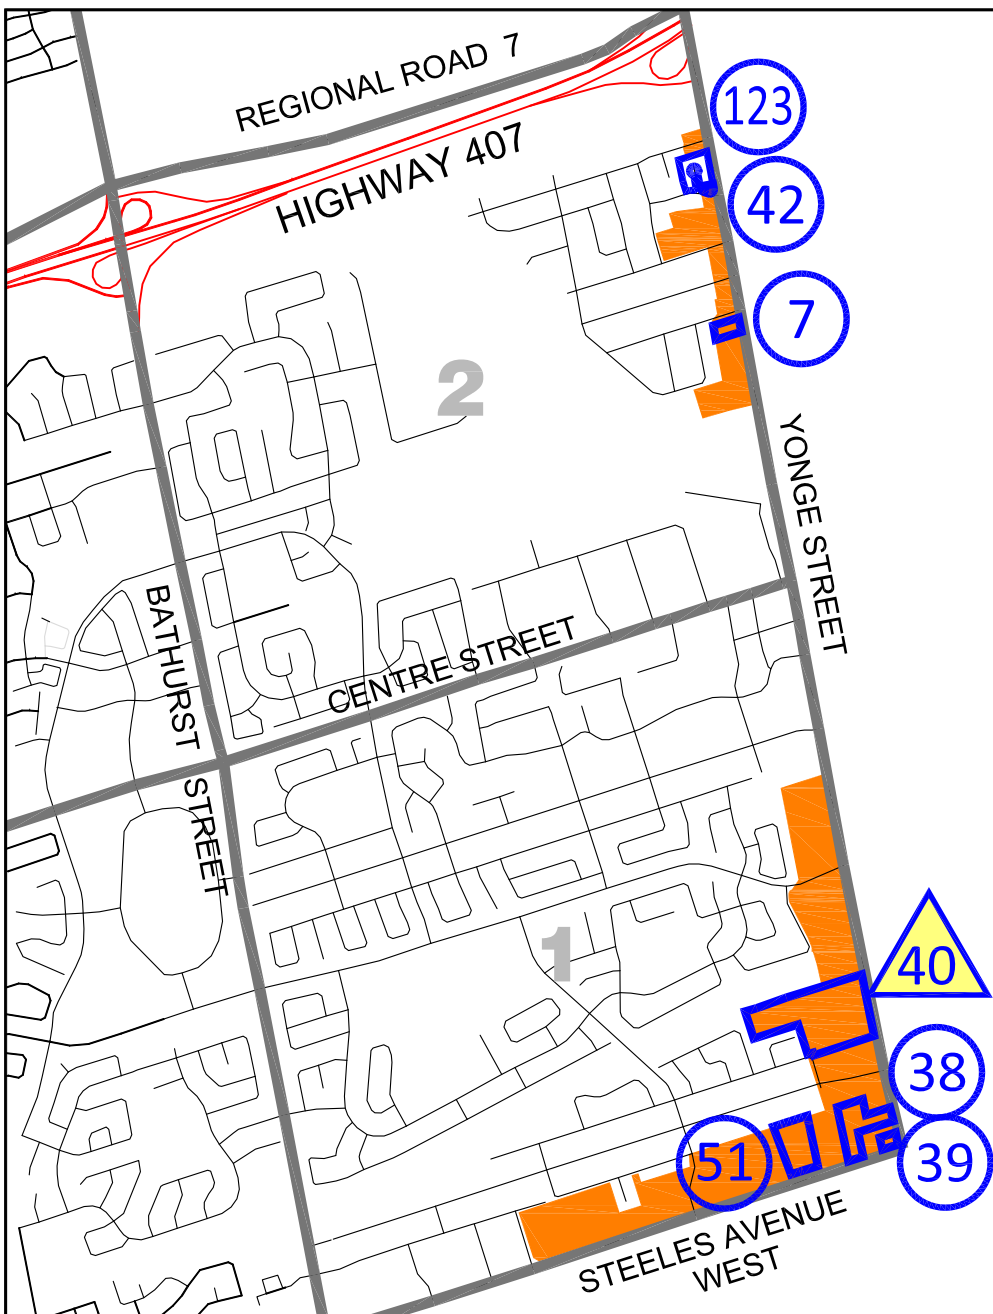 REGIONAL ROAD 7
HIGHWAY 407
123
42
7
2
YONGE STREET
BATHURST STREET
CENTRE STREET
1
40
38
51
39
STEELES AVENUE
WEST